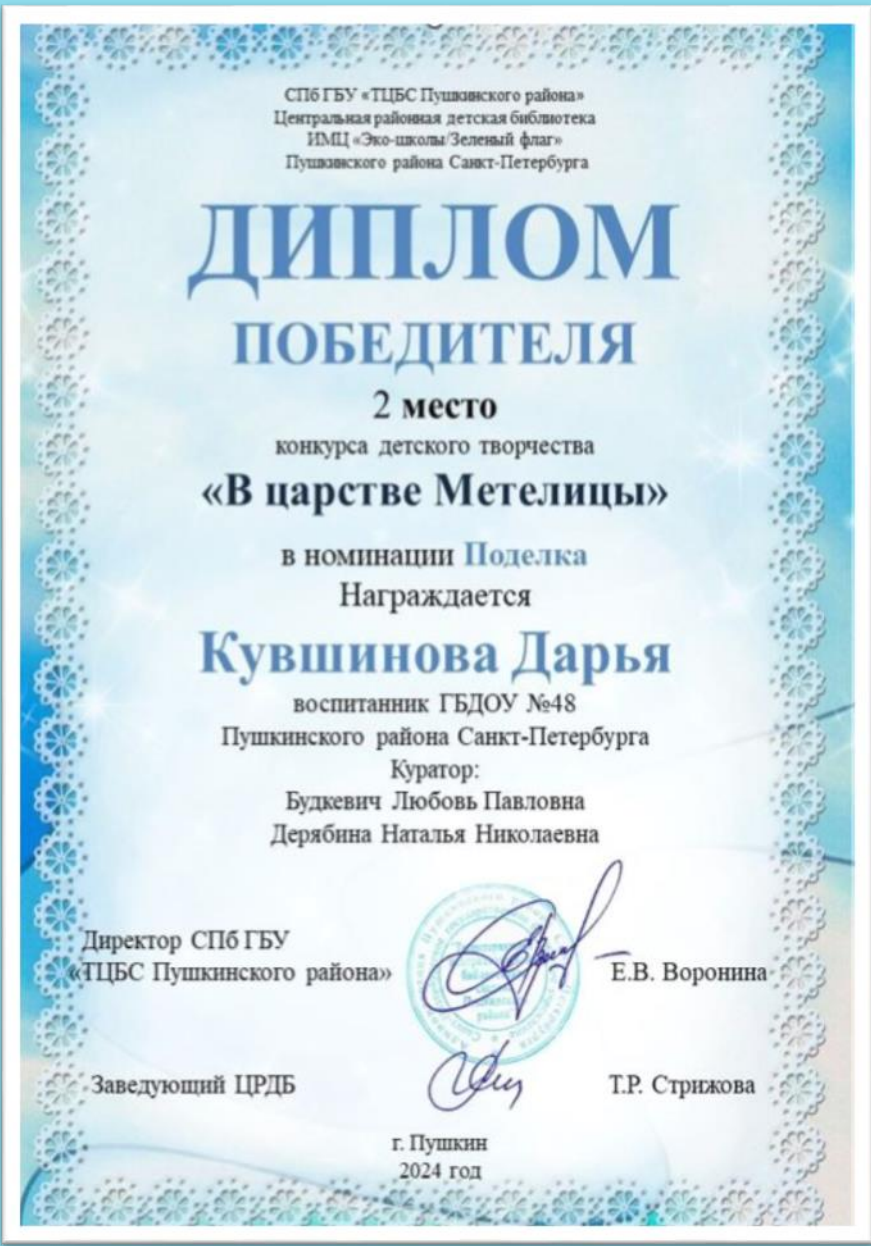 СПб ГБУ «ТЦБС Пушкинского района»
Центральная районная детская библиотека
ИМЦ «Эко-школы/Зеленый флаг»
Пушкинского района Санкт-Петербурга
ДИПЛОМ
ПОБЕДИТЕЛЯ
2 место
конкурса детского творчества
«В царстве Метелицы»
в номинации Поделка
Награждается
Кувшинова Дарья
воспитанник ГБДОУ №48
Пушкинского района Санкт-Петербурга
Куратор:
Будкевич Любовь Павловна
Дерябина Наталья Николаевна
Директор СПб ГБУ
«ТЦБС Пушкинского района»
Е.В. Воронина
Заведующий ЦРДБ
Т.Р. Стрижова
г. Пушкин
2024 год